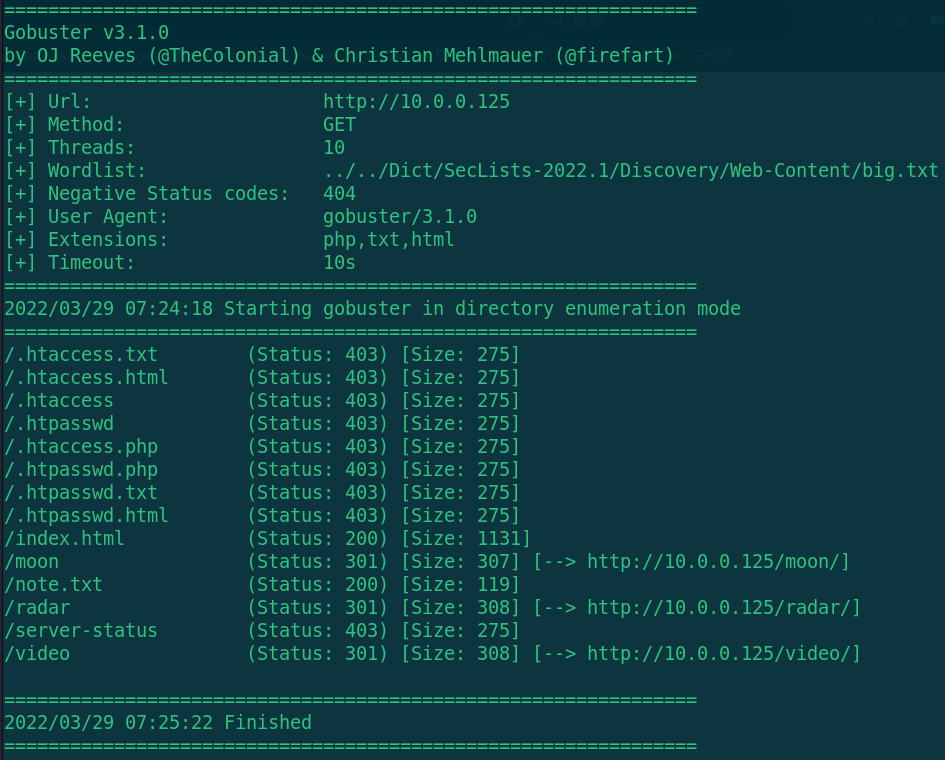 ===============================================================
Gobuster v3.1.0
by OJ Reeves (@TheColonial) & Christian Mehlmauer (@firefart)
===============================================================
[+] Url:                     http://10.0.0.125
[+] Method:                  GET
[+] Threads:                 10
[+] Wordlist:                ../../Dict/SecLists-2022.1/Discovery/Web-Content/big.txt
[+] Negative Status codes:   404
[+] User Agent:              gobuster/3.1.0
[+] Extensions:              php,txt,html
[+] Timeout:                 10s
===============================================================
2022/03/29 07:24:18 Starting gobuster in directory enumeration mode
===============================================================
/.htaccess.txt        (Status: 403) [Size: 275]
/.htaccess.html       (Status: 403) [Size: 275]
/.htaccess            (Status: 403) [Size: 275]
/.htpasswd            (Status: 403) [Size: 275]
/.htaccess.php        (Status: 403) [Size: 275]
/.htpasswd.php        (Status: 403) [Size: 275]
/.htpasswd.txt        (Status: 403) [Size: 275]
/.htpasswd.html       (Status: 403) [Size: 275]
/index.html           (Status: 200) [Size: 1131]
/moon                 (Status: 301) [Size: 307] [--> http://10.0.0.125/moon/]
/note.txt             (Status: 200) [Size: 119]
/radar                (Status: 301) [Size: 308] [--> http://10.0.0.125/radar/]
/server-status        (Status: 403) [Size: 275]
/video                (Status: 301) [Size: 308] [--> http://10.0.0.125/video/]
===============================================================
2022/03/29 07:25:22 Finished
===============================================================